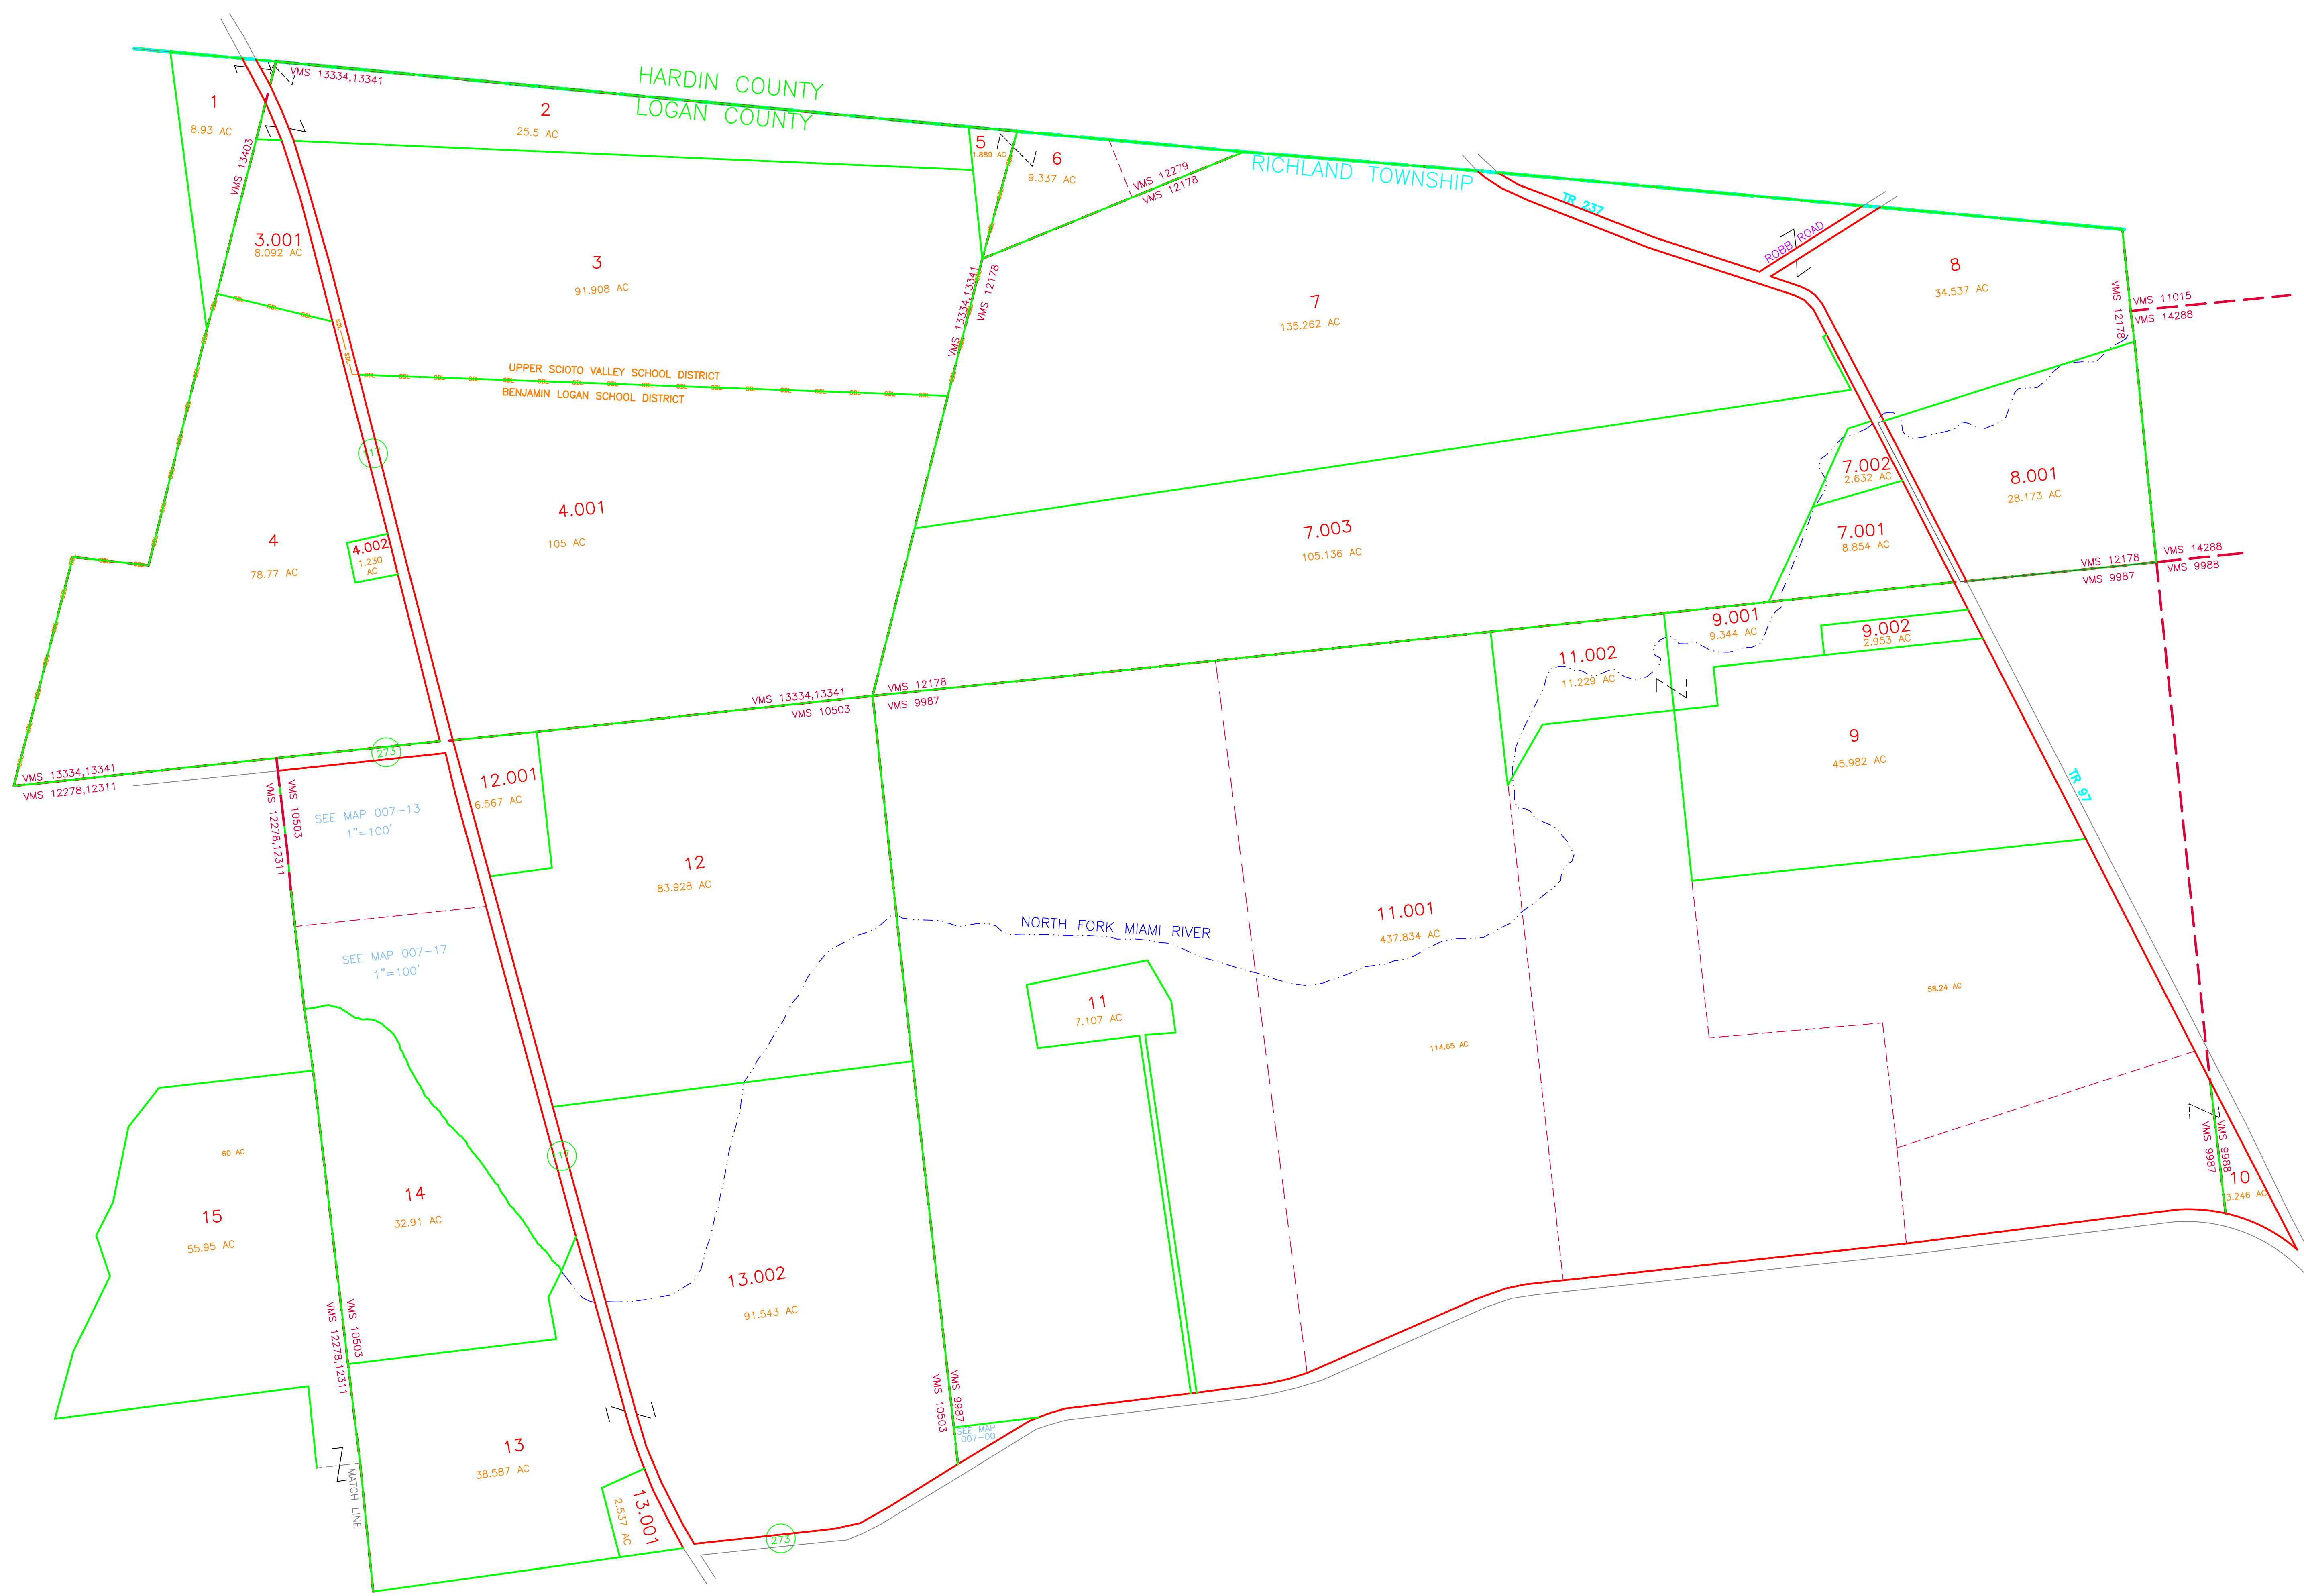 HARDIN COUNTY
LOGAN COUNTY
RICHLAND TOWNSHIP
VMS 13334,13341
1
8.93 AC
2
25.5 AC
VMS 13403
5
1.889 AC
6
9.337 AC
VMS 12279
VMS 12178
TR 237
ROBB ROAD
3.001
8.092 AC
3
91.908 AC
VMS 13334,13341
VMS 12178
7
135.262 AC
8
34.537 AC
VMS 12178
VMS 11015
VMS 14288
UPPER SCIOTO VALLEY SCHOOL DISTRICT
BENJAMIN LOGAN SCHOOL DISTRICT
SDL
4
78.77 AC
4.002
1.230
AC
4.001
105 AC
7.003
105.136 AC
7.002
2.632 AC
7.001
8.854 AC
8.001
28.173 AC
VMS 12178
VMS 9987
VMS 14288
VMS 9988
9.001
9.344 AC
9.002
2.953 AC
11.002
11.229 AC
VMS 13334,13341
VMS 10503
VMS 12178
VMS 9987
VMS 13334,13341
VMS 12278,12311
273
VMS 12278,12311
VMS 10503
SEE MAP 007-13
1"=100'
12.001
6.567 AC
12
83.928 AC
9
45.982 AC
TR 97
SEE MAP 007-17
1"=100'
NORTH FORK MIAMI RIVER
11.001
437.834 AC
11
7.107 AC
58.24 AC
114.65 AC
60 AC
15
55.95 AC
14
32.91 AC
VMS 9987
VMS 9988
10
3.246 AC
13.002
91.543 AC
VMS 12278,12311
VMS 10503
VMS 10503
VMS 9987
SEE MAP
007-00
13
38.587 AC
13.001
2.537 AC
MATCH LINE
273